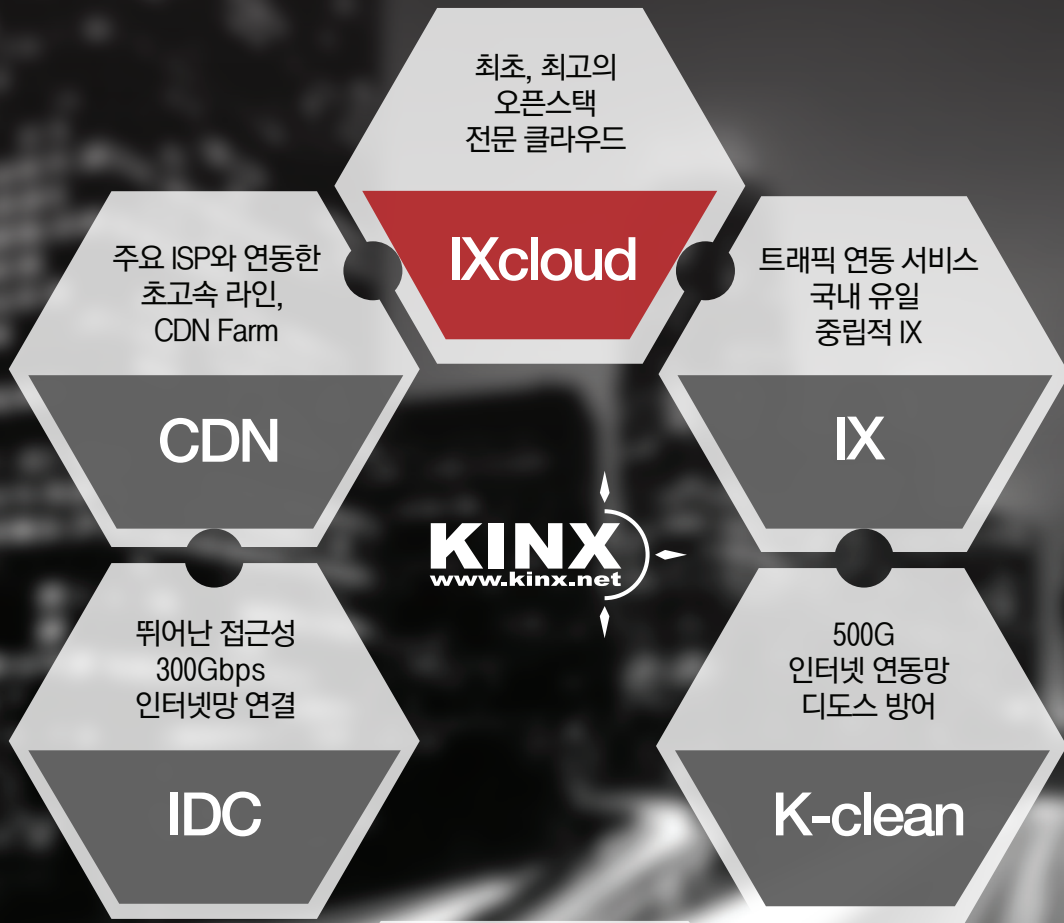 최초, 최고의
오픈스택
전문 클라우드
IXcloud
주요 ISP와 연동한
초고속 라인,
CDN Farm
CDN
트래픽 연동 서비스
국내 유일
중립적 IX
IX
KINX
www.kinx.net
뛰어난 접근성
300Gbps
인터넷망 연결
IDC
500G
인터넷 연동망
디도스 방어
K-clean